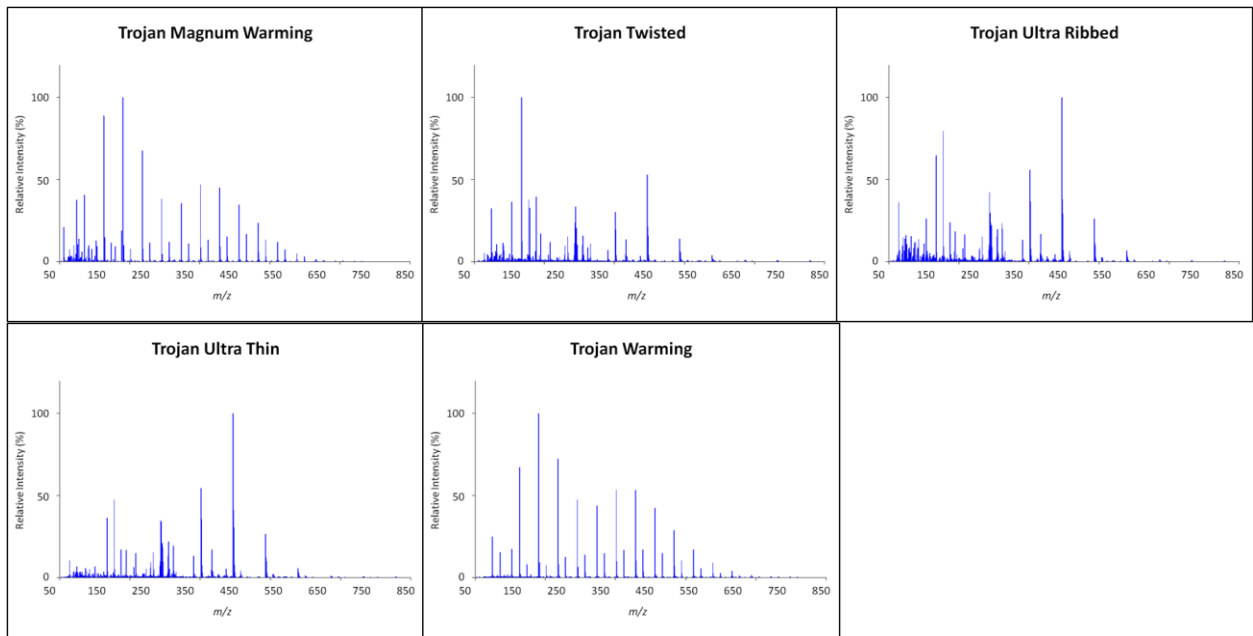 Trojan Magnum Warming
Relative Intensity (%)
100
50
0
50 150 250 350 450 550 650 750 850
m/z
Trojan Twisted
Relative Intensity (%)
100
50
0
50 150 250 350 450 550 650 750 850
m/z
Trojan Ultra Ribbed
Relative Intensity (%)
100
50
0
50 150 250 350 450 550 650 750 850
m/z
Trojan Ultra Thin
Relative Intensity (%)
100
50
0
50 150 250 350 450 550 650 750 850
m/z
Trojan Warming
Relative Intensity (%)
100
50
0
50 150 250 350 450 550 650 750 850
m/z